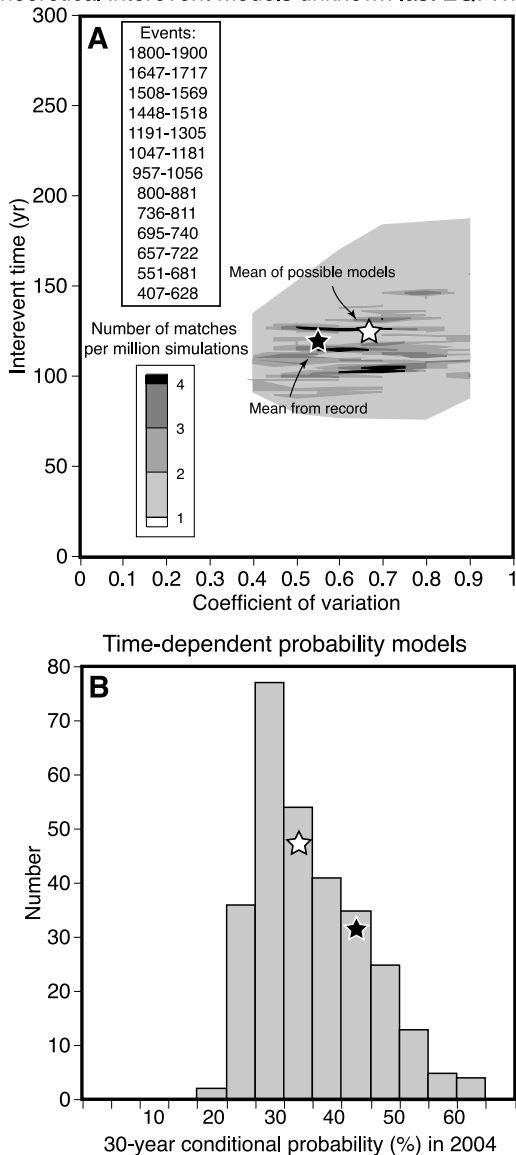 A
Events:
1800-1900
1647-1717
1508-1569
1448-1518
1191-1305
1047-1181
957-1056
800-881
736-811
695-740
657-722
551-681
407-628
Number of matches
per million simulations
4
3
2
1
Mean of possible models
Mean from record
Interevent time (yr)
300
250
200
150
100
50
0
0 0.1 0.2 0.3 0.4 0.5 0.6 0.7 0.8 0.9 1
Coefficient of variation
Time-dependent probability models
B
Number
80
70
60
50
40
30
20
10
0
10 20 30 40 50 60
30-year conditional probability (%) in 2004